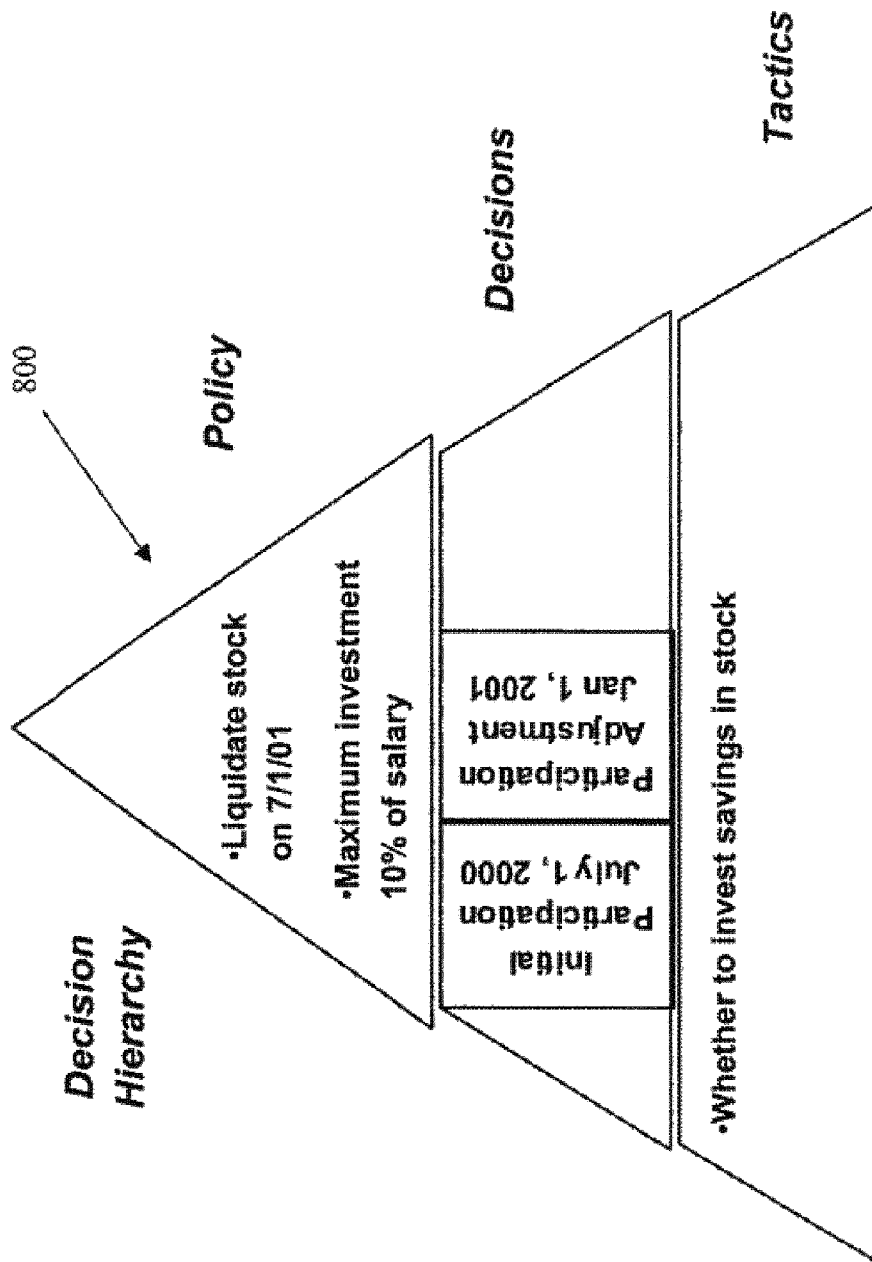 Decision
Hierarchy
800
Policy
•Liquidate stock
on 7/1/01
•Maximum investment
10% of salary
Decisions
Initial
Participation
July 1, 2000
Participation
Adjustment
Jan 1, 2001
Tactics
•Whether to invest savings in stock